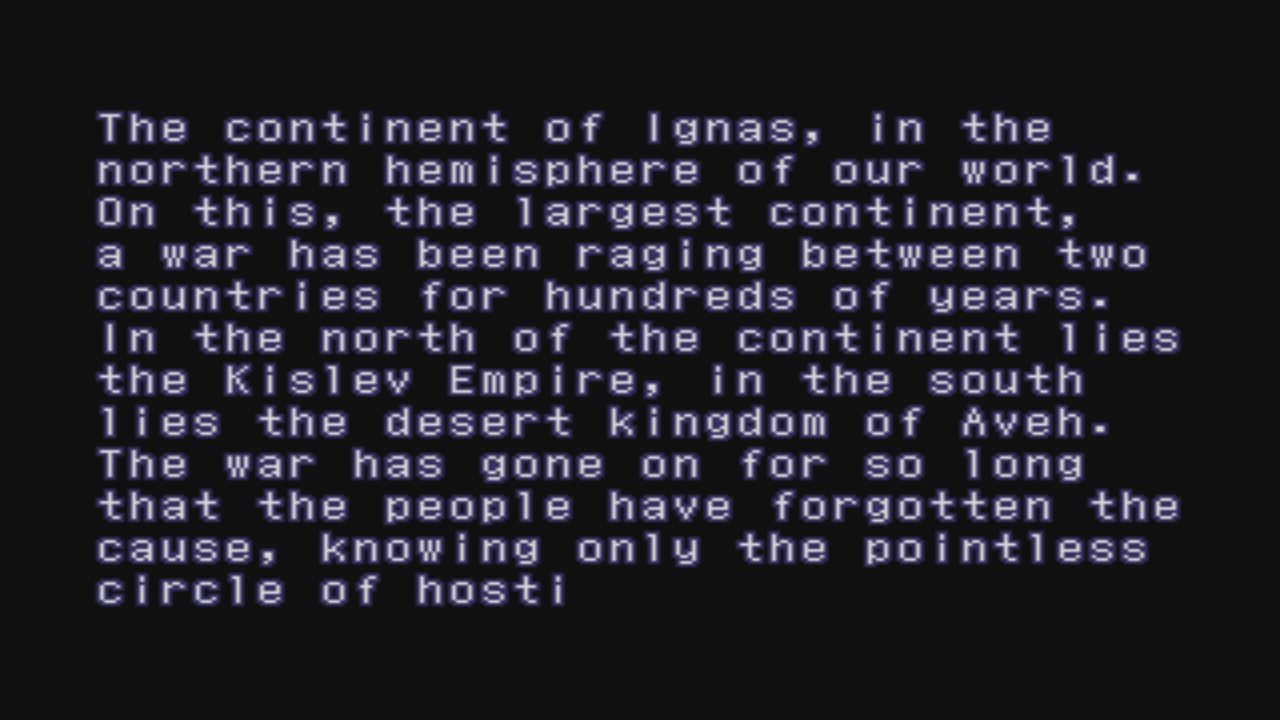 The continent of Ignas, in the
northern hemisphere of our world.
On this, the largest continent,
a war has been raging between two
countries for hundreds of years.
In the north of the continent lies
the Kislev Empire, in the south
lies the desert kingdom of Aveh.
The war has gone on for so long
that the people have forgotten the
cause, knowing only the pointless
circle of hosti